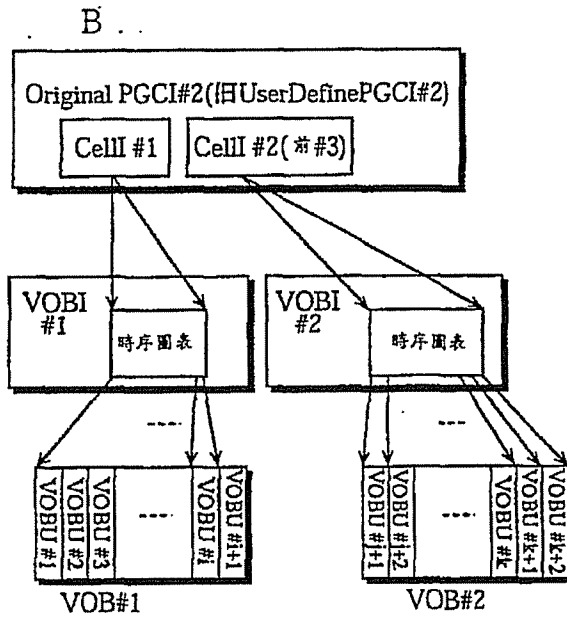 B
Original PGCI#2(旧UserDefinePGCI#2)
CellI #1
CellI #2(前#3)
VOBI
#1
時序圖表
VOBI
#2
時序圖表
VOBU #1
VOBU #2
VOBU #3
VOBU #i
VOBU #i+1
VOB#1
VOBU #j+1
VOBU #j+2
VOBU #k
VOBU #k+1
VOBU #k+2
VOB#2